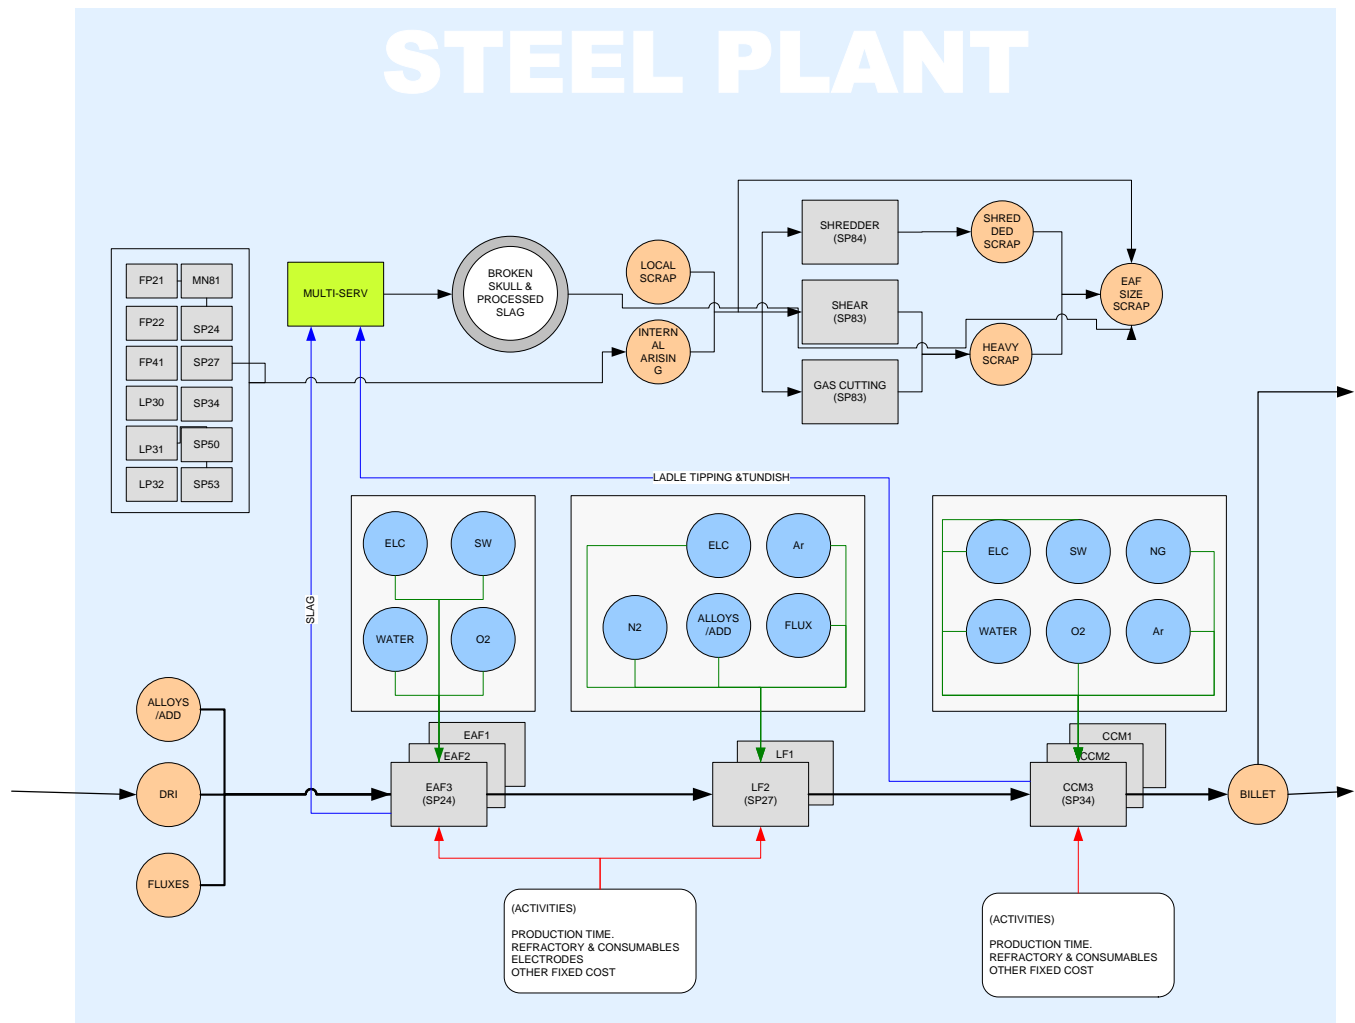 STEEL PLANT
SHREDDER
(SP84)
SHRED
DED
SCRAP
LOCAL
SCRAP
BROKEN
SKULL &
PROCESSED
SLAG
MULTI-SERV
EAF
SIZE
SCRAP
SHEAR
(SP83)
INTERN
AL
ARISIN
G
HEAVY
SCRAP
GAS CUTTING
(SP83)
FP21
MN81
FP22
SP24
FP41
SP27
LP30
SP34
LP31
SP50
LP32
SP53
LADLE TIPPING &TUNDISH
SLAG
ELC
SW
WATER
O2
ELC
Ar
N2
ALLOYS
/ADD
FLUX
ELC
SW
NG
WATER
O2
Ar
ALLOYS
/ADD
DRI
FLUXES
EAF1
EAF2
EAF3
(SP24)
LF1
LF2
(SP27)
CCM1
CCM2
CCM3
(SP34)
BILLET
(ACTIVITIES)
PRODUCTION TIME.
REFRACTORY & CONSUMABLES
ELECTRODES
OTHER FIXED COST
(ACTIVITIES)
PRODUCTION TIME.
REFRACTORY & CONSUMABLES
OTHER FIXED COST